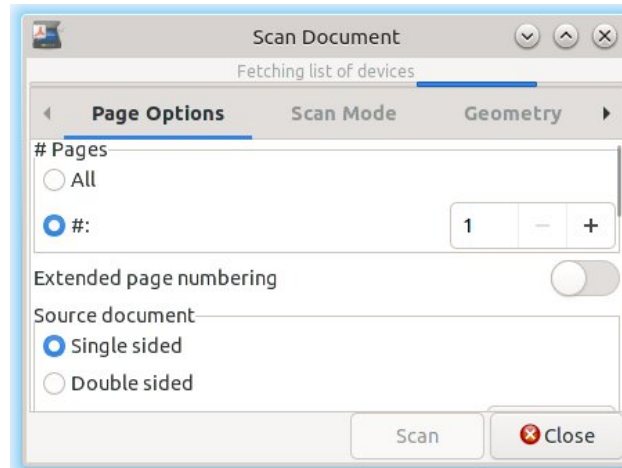 Scan Document
Fetching list of devices
Page Options Scan Mode Geometry
# Pages
All
#: 1 − +
Extended page numbering
Source document
Single sided
Double sided
Scan Close